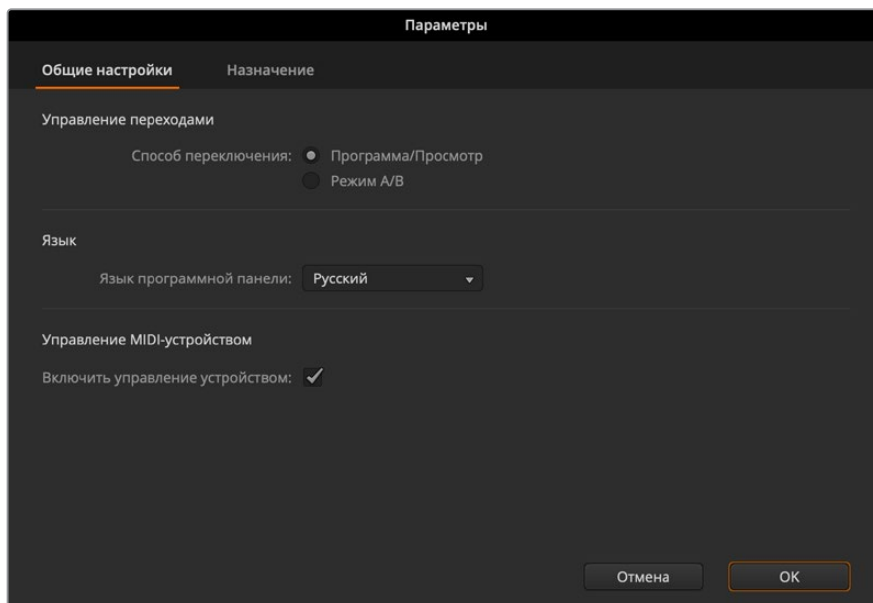 Параметры
Общие настройки Назначение
Управление переходами
Способ переключения: Программа/Просмотр
Режим A/B
Язык
Язык программной панели: Русский
Управление MIDI-устройством
Включить управление устройством:
Отмена OK